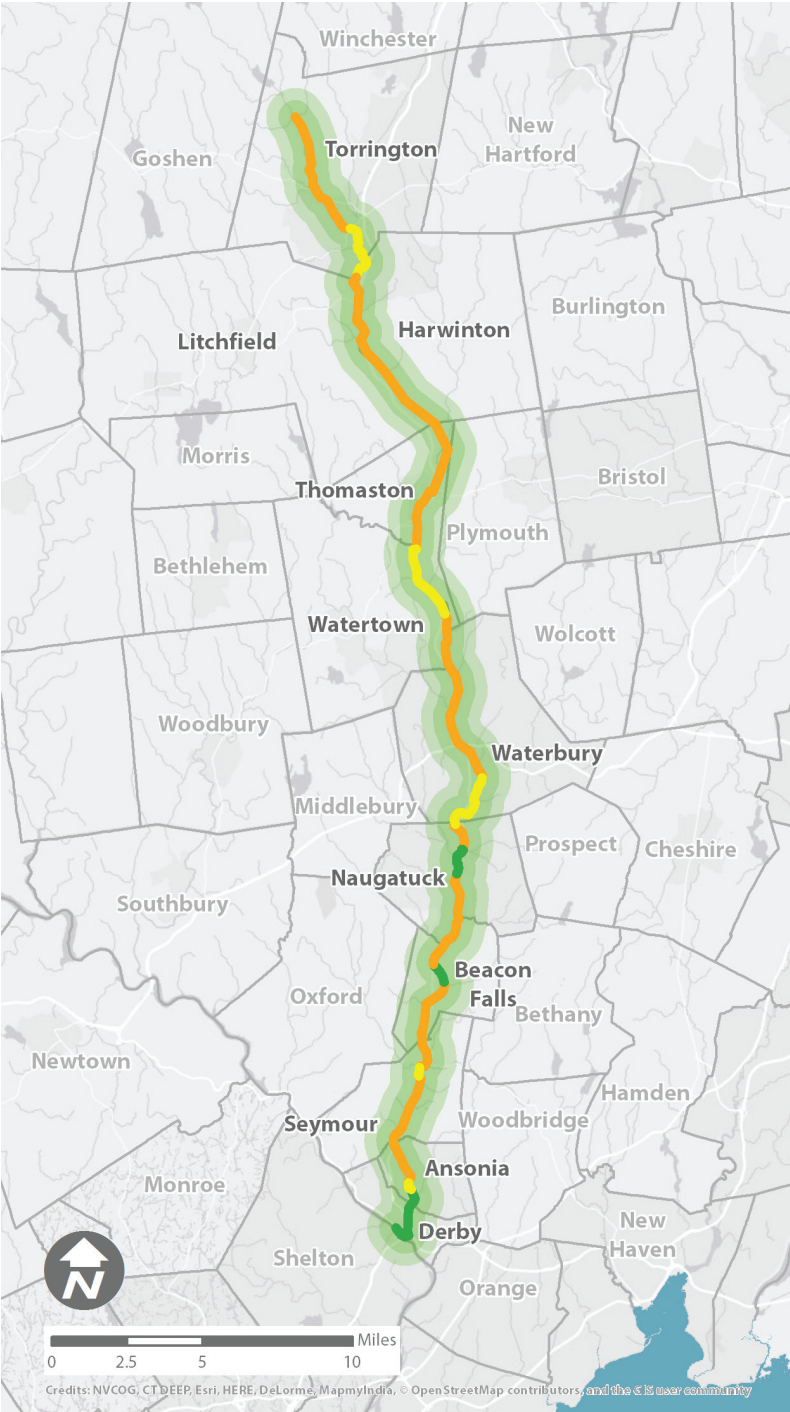 Winchester
Torrington
New
Hartford
Goshen
Burlington
Harwinton
Litchfield
Morris
Bristol
Thomaston
Plymouth
Bethlehem
Watertown
Wolcott
Woodbury
Waterbury
Middlebury
Prospect
Cheshire
Naugatuck
Southbury
Beacon
Falls
Oxford
Bethany
Newtown
Hamden
Seymour
Woodbridge
Ansonia
Monroe
New
Haven
Derby
Shelton
Orange
N
Miles
0 2.5 5 10
Credits: NVCOG, CT DEEP, Esri, HERE, DeLorme, MapmyIndia, © OpenStreetMap contributors, and the GIS user community